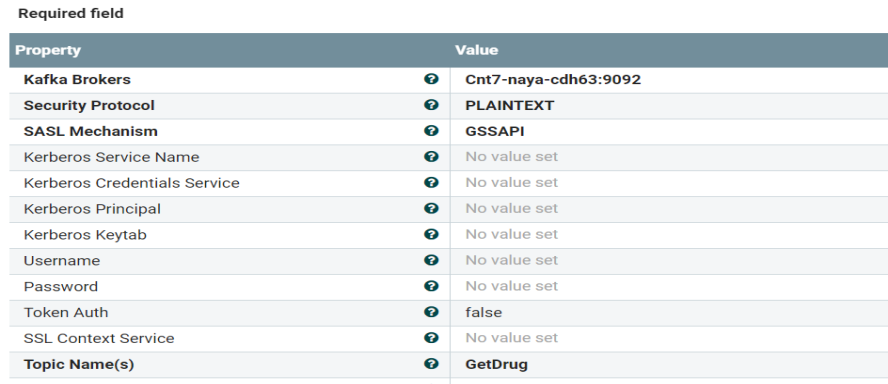 Required field
Property Value
Kafka Brokers ? Cnt7-naya-cdh63:9092
Security Protocol ? PLAINTEXT
SASL Mechanism ? GSSAPI
Kerberos Service Name ? No value set
Kerberos Credentials Service ? No value set
Kerberos Principal ? No value set
Kerberos Keytab ? No value set
Username ? No value set
Password ? No value set
Token Auth ? false
SSL Context Service ? No value set
Topic Name(s) ? GetDrug